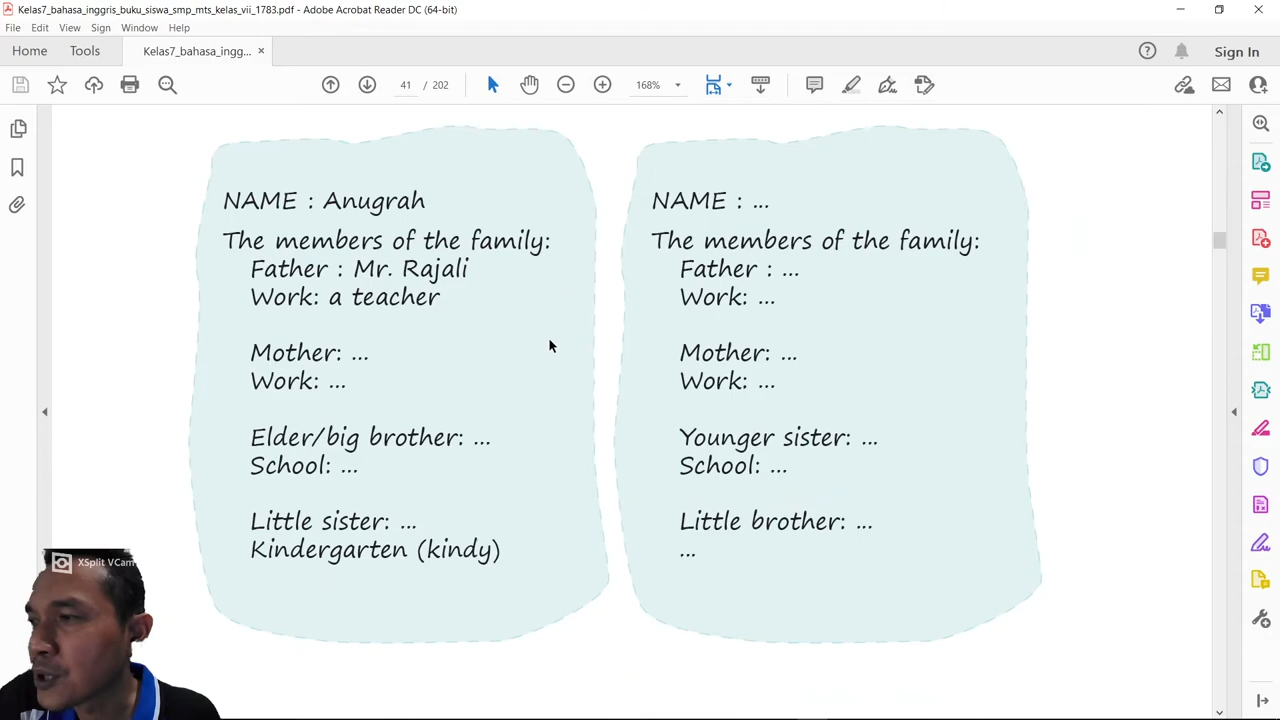 Kelas7_bahasa_inggris_buku_siswa_smp_mts_kelas_vii_1783.pdf - Adobe Acrobat Reader DC (64-bit)
File Edit View Sign Window Help
Home Tools Kelas7_bahasa_ingg...
Sign In
41 / 202
168%
NAME : Anugrah
The members of the family:
Father : Mr. Rajali
Work: a teacher
Mother: ...
Work: ...
Elder/big brother: ...
School: ...
Little sister: ...
Kindergarten (kindy)
NAME : ...
The members of the family:
Father : ...
Work: ...
Mother: ...
Work: ...
Younger sister: ...
School: ...
Little brother: ...
...
XSplit VCam